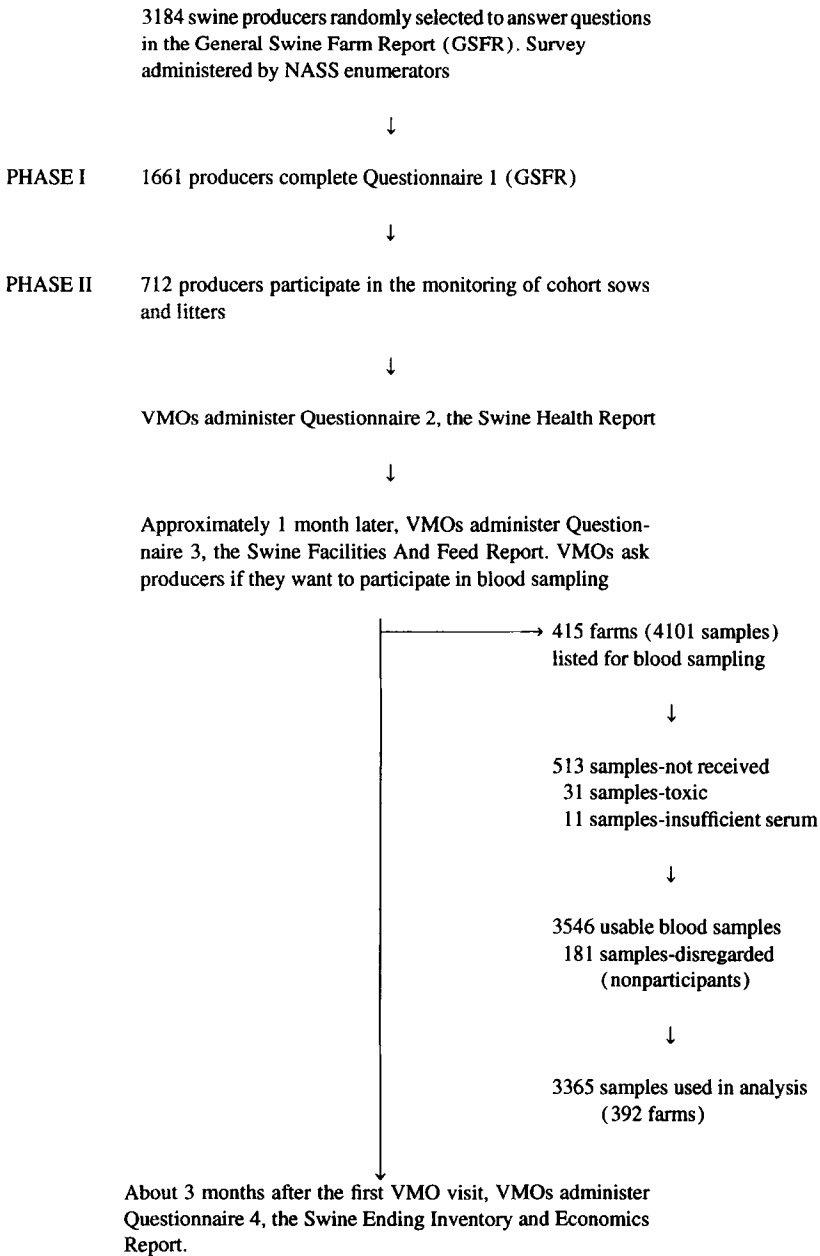 3184 swine producers randomly selected to answer questions
in the General Swine Farm Report (GSFR). Survey
administered by NASS enumerators
↓
PHASE I 1661 producers complete Questionnaire 1 (GSFR)
↓
PHASE II 712 producers participate in the monitoring of cohort sows
and litters
↓
VMOs administer Questionnaire 2, the Swine Health Report
↓
Approximately 1 month later, VMOs administer Question-
naire 3, the Swine Facilities And Feed Report. VMOs ask
producers if they want to participate in blood sampling
415 farms (4101 samples)
listed for blood sampling
↓
513 samples-not received
31 samples-toxic
11 samples-insufficient serum
↓
3546 usable blood samples
181 samples-disregarded
(nonparticipants)
↓
3365 samples used in analysis
(392 farms)
About 3 months after the first VMO visit, VMOs administer
Questionnaire 4, the Swine Ending Inventory and Economics
Report.